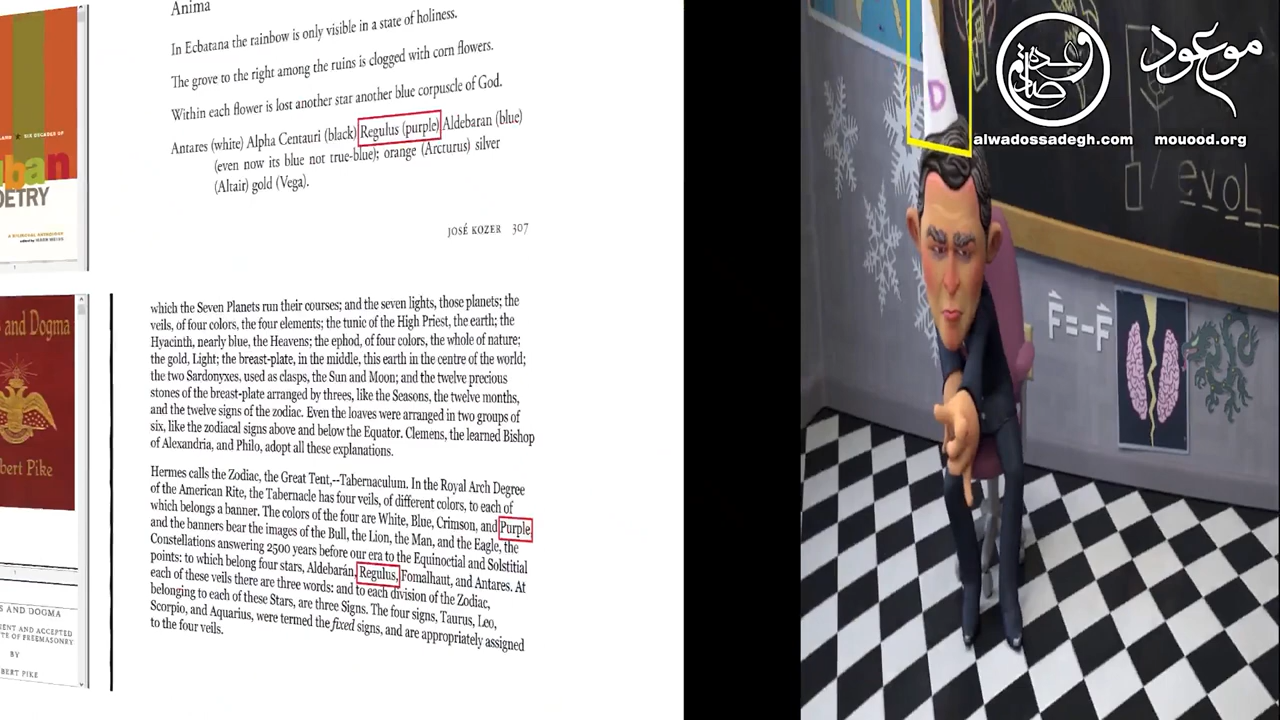 Anima
In Ecbatana the rainbow is only visible in a state of holiness.
The grove to the right among the ruins is clogged with corn flowers.
Within each flower is lost another star another blue corpuscle of God.
Antares (white) Alpha Centauri (black) Regulus (purple) Aldebaran (blue)
(even now its blue not true-blue); orange (Arcturus) silver
(Altair) gold (Vega).
JOSÉ KOZER 307
SIX DECADES OF
uban
OETRY
A BILINGUAL ANTHOLOGY
which the Seven Planets run their courses; and the seven lights, those planets; the
veils, of four colors, the four elements; the tunic of the High Priest, the earth; the
Hyacinth, nearly blue, the Heavens; the ephod, of four colors, the whole of nature;
the gold, Light; the breast-plate, in the middle, this earth in the centre of the world;
the two Sardonyxes, used as clasps, the Sun and Moon; and the twelve precious
stones of the breast-plate arranged by threes, like the Seasons, the twelve months,
and the twelve signs of the zodiac. Even the loaves were arranged in two groups of
six, like the zodiacal signs above and below the Equator. Clemens, the learned Bishop
of Alexandria, and Philo, adopt all these explanations.
Hermes calls the Zodiac, the Great Tent,--Tabernaculum. In the Royal Arch Degree
of the American Rite, the Tabernacle has four veils, of different colors, to each of
which belongs a banner. The colors of the four are White, Blue, Crimson, and Purple
and the banners bear the images of the Bull, the Lion, the Man, and the Eagle, the
Constellations answering 2500 years before our era to the Equinoctial and Solstitial
points: to which belong four stars, Aldebarán, Regulus, Fomalhaut, and Antares. At
each of these veils there are three words: and to each division of the Zodiac,
belonging to each of these Stars, are three Signs. The four signs, Taurus, Leo,
Scorpio, and Aquarius, were termed the fixed signs, and are appropriately assigned
to the four veils.
s and Dogma
bert Pike
S AND DOGMA
IENT AND ACCEPTED
ITE OF FREEMASONRY
BY
BERT PIKE
D
وعده صادق
موعود
alwadossadegh.com mouood.org
evoL
F=-F